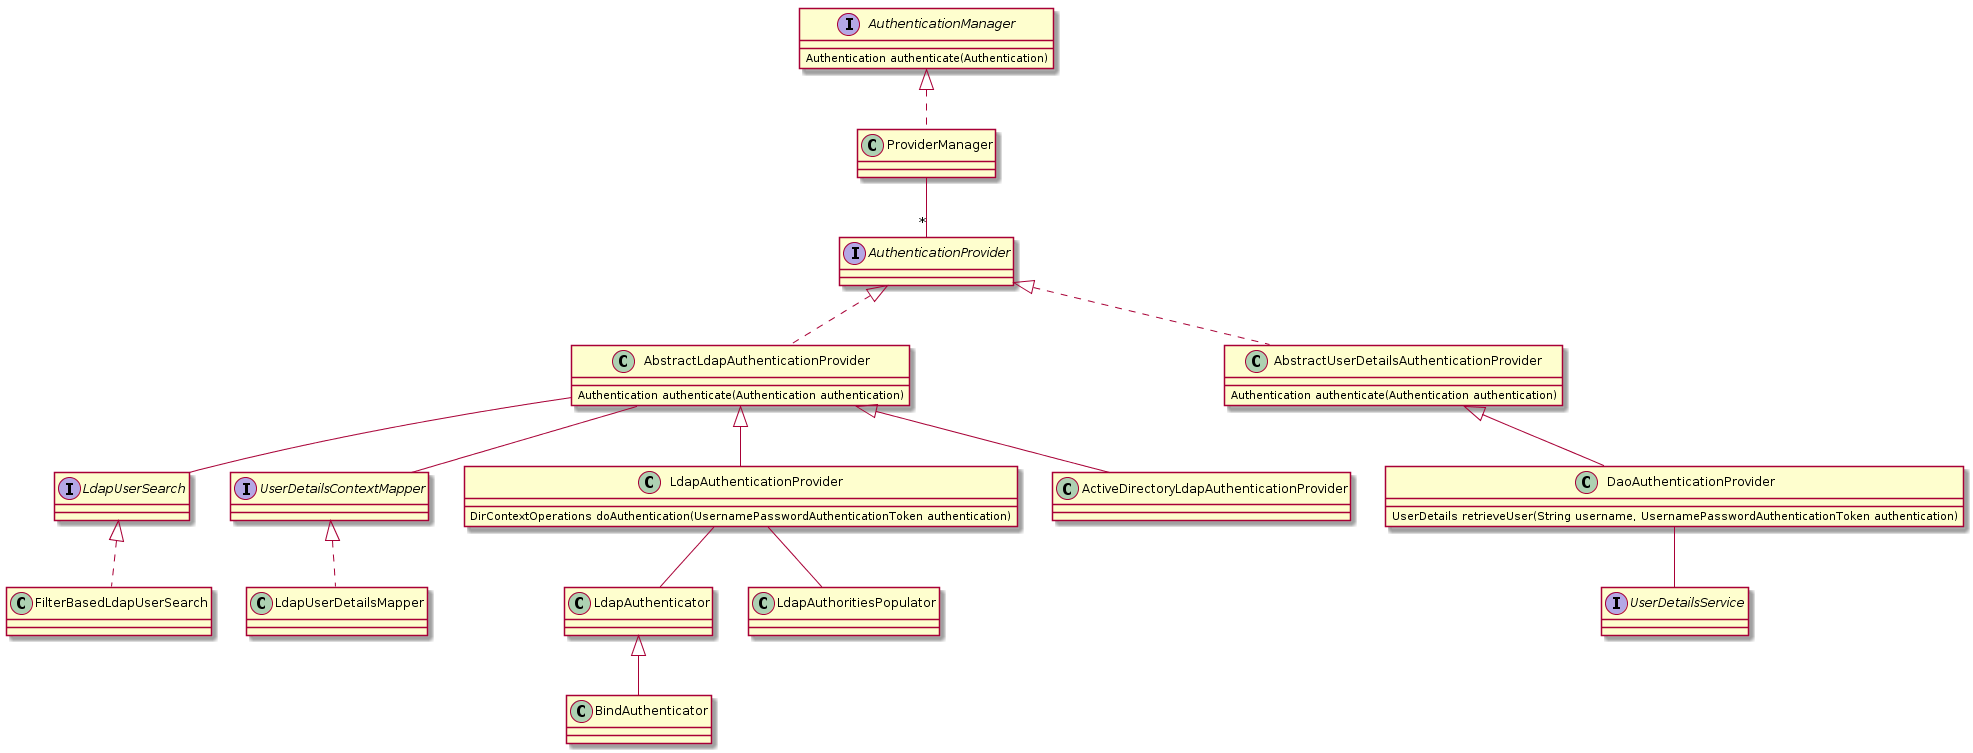 I AuthenticationManager
Authentication authenticate(Authentication)
C ProviderManager
*
I AuthenticationProvider
C AbstractLdapAuthenticationProvider
Authentication authenticate(Authentication authentication)
C AbstractUserDetailsAuthenticationProvider
Authentication authenticate(Authentication authentication)
I LdapUserSearch
I UserDetailsContextMapper
C LdapAuthenticationProvider
DirContextOperations doAuthentication(UsernamePasswordAuthenticationToken authentication)
C ActiveDirectoryLdapAuthenticationProvider
C DaoAuthenticationProvider
UserDetails retrieveUser(String username, UsernamePasswordAuthenticationToken authentication)
C FilterBasedLdapUserSearch
C LdapUserDetailsMapper
C LdapAuthenticator
C LdapAuthoritiesPopulator
I UserDetailsService
C BindAuthenticator